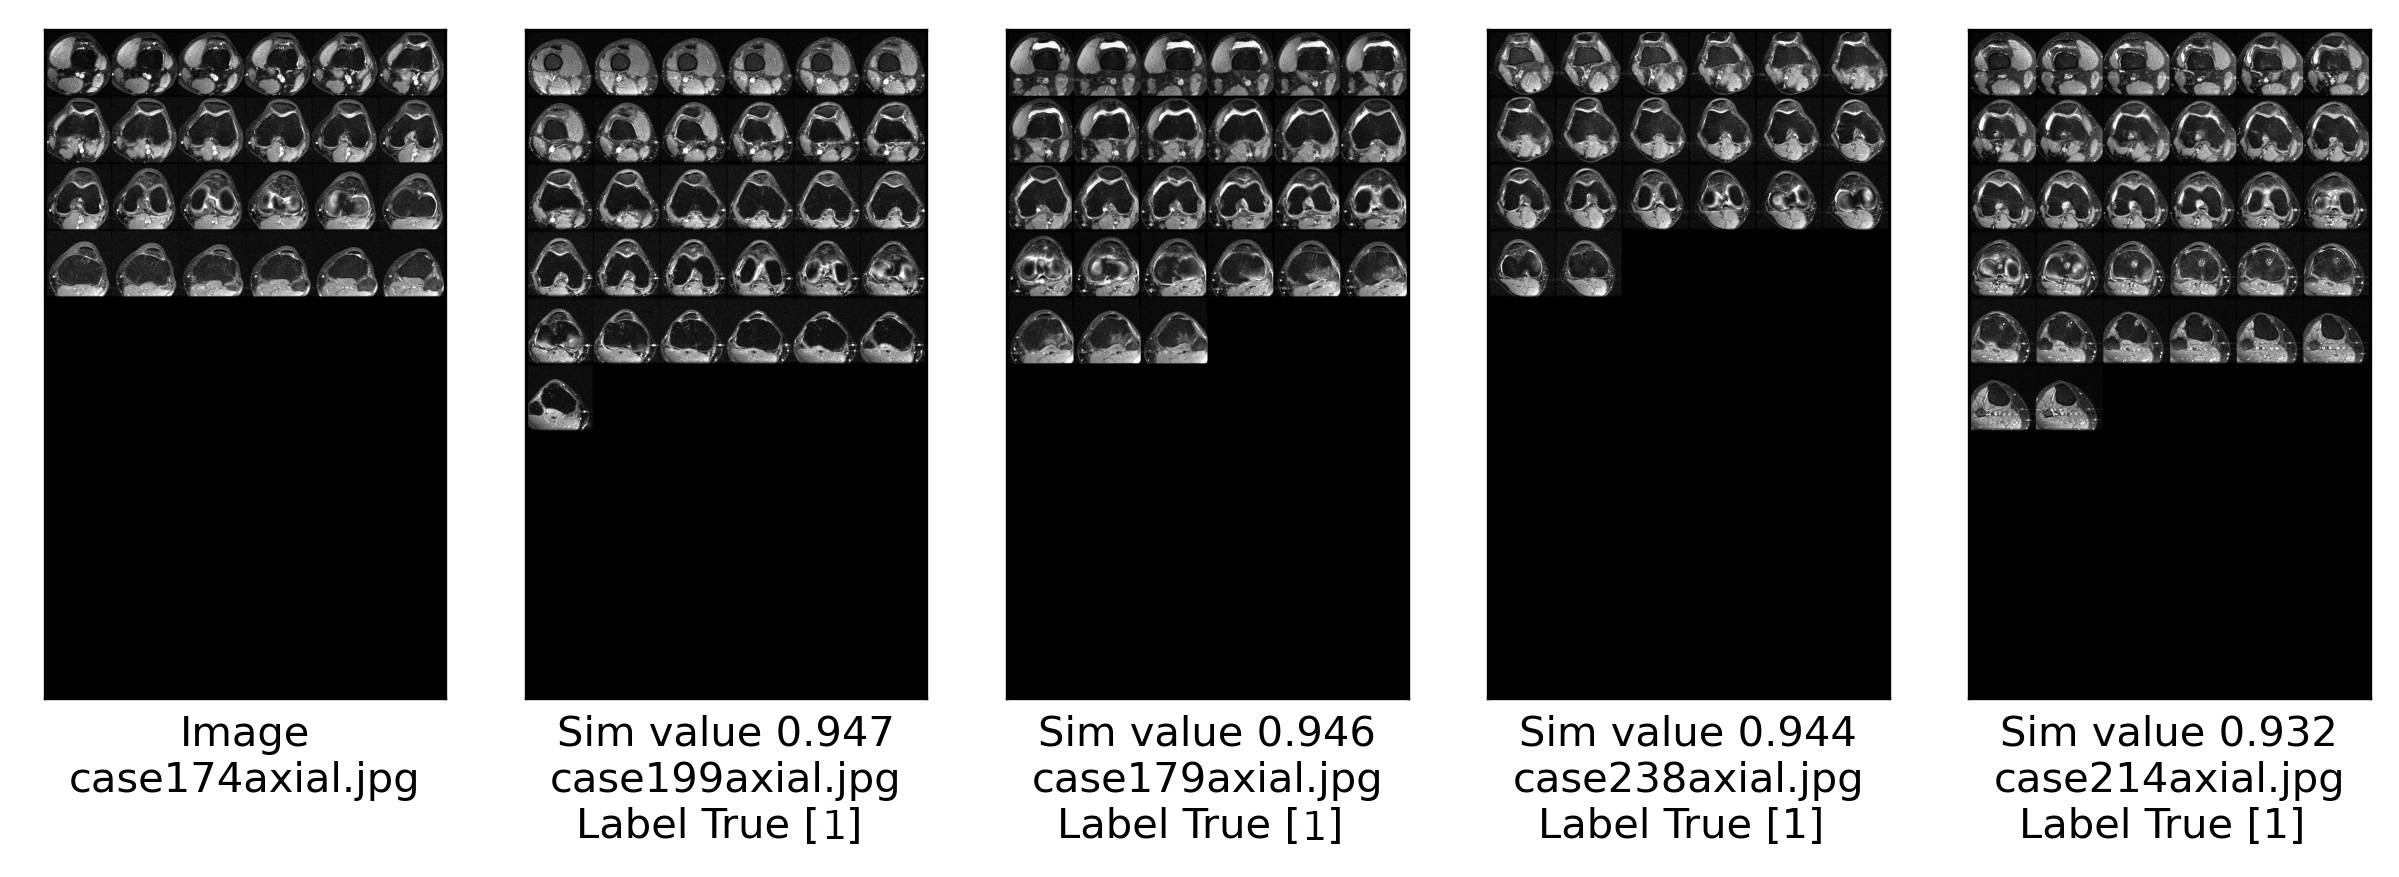 Image
case174axial.jpg
Sim value 0.947
case199axial.jpg
Label True [1]
Sim value 0.946
case179axial.jpg
Label True [1]
Sim value 0.944
case238axial.jpg
Label True [1]
Sim value 0.932
case214axial.jpg
Label True [1]